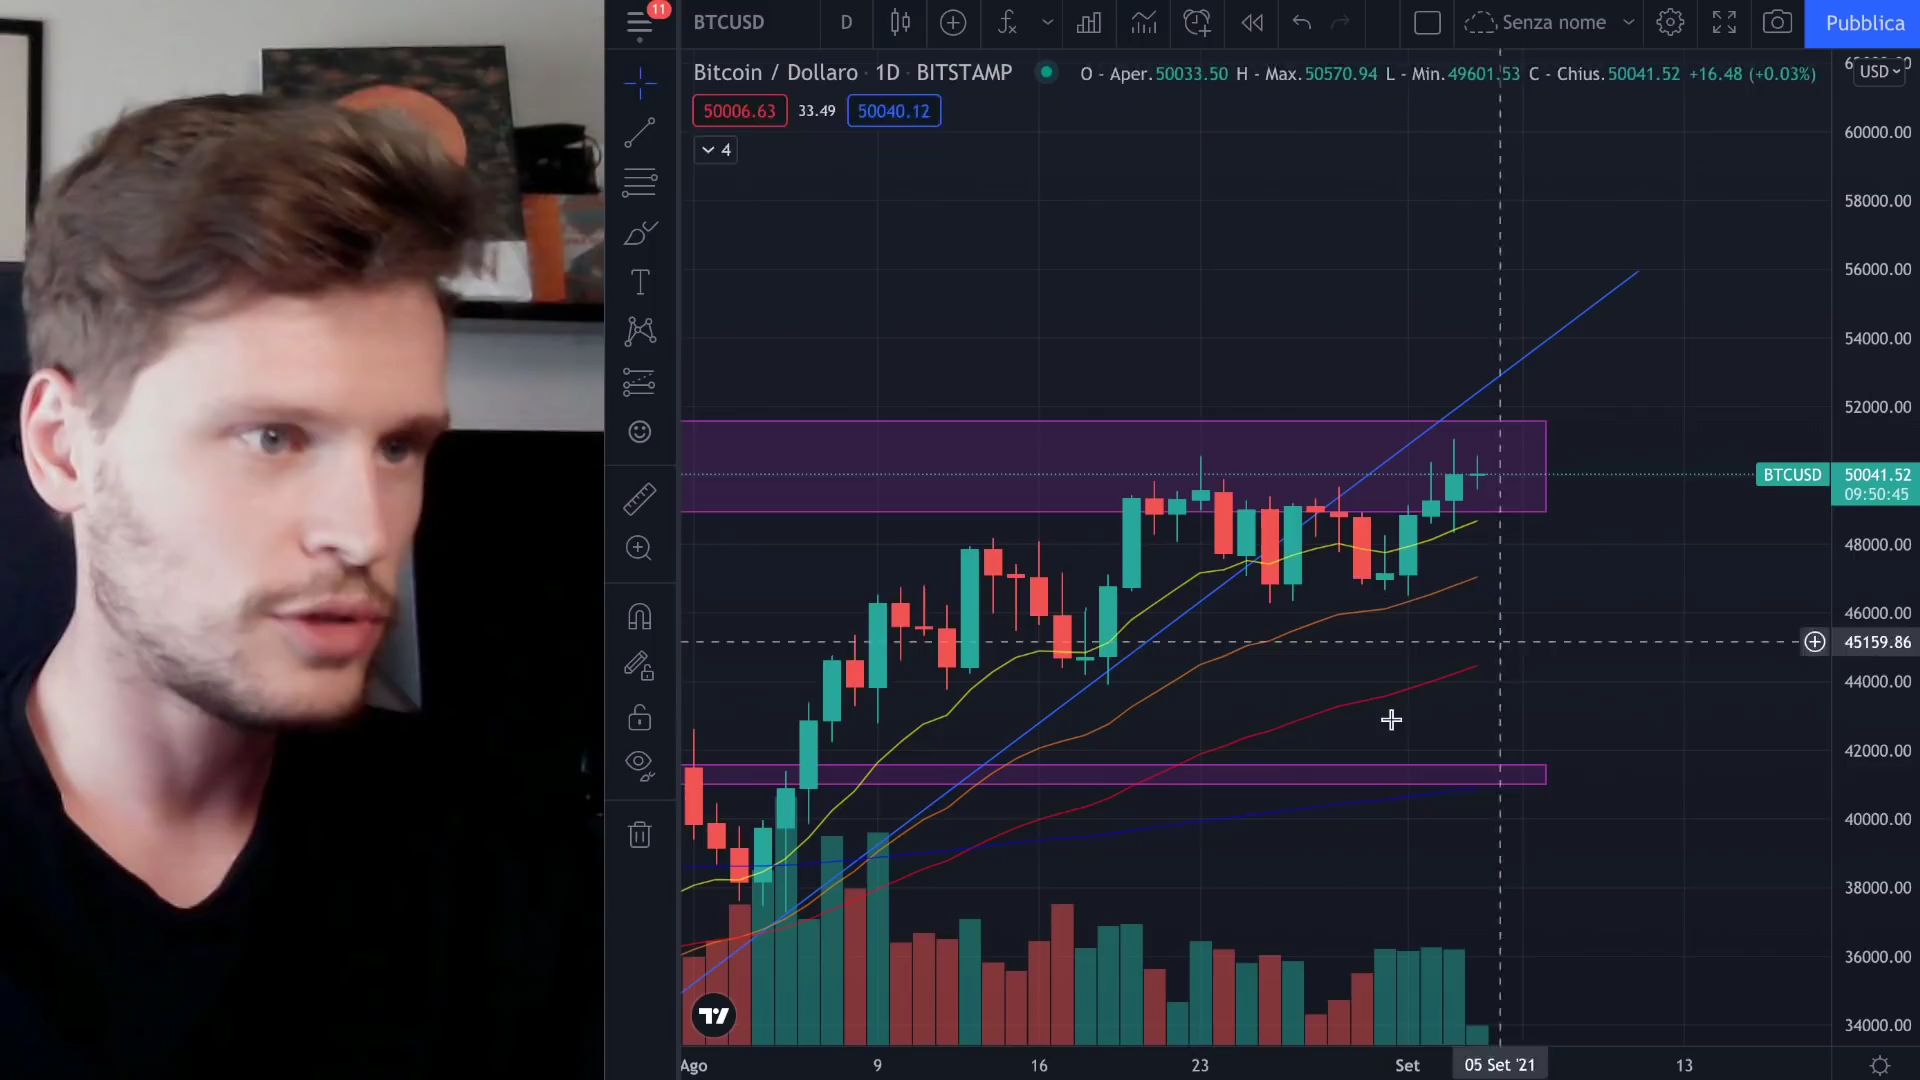 11
BTCUSD D Senza nome Pubblica
Bitcoin / Dollaro · 1D · BITSTAMP O - Aper.50033.50 H - Max.50570.94 L - Min.49601.53 C - Chius.50041.52 +16.48 (+0.03%)
USD
50006.63 33.49 50040.12
4
60000.00
58000.00
56000.00
54000.00
52000.00
BTCUSD 50041.52
09:50:45
48000.00
46000.00
45159.86
44000.00
42000.00
40000.00
38000.00
36000.00
34000.00
Ago 9 16 23 Set 05 Set '21 13